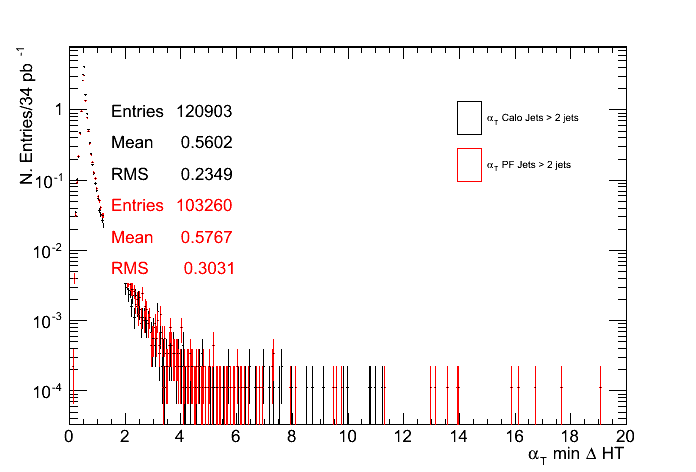 N. Entries/34 pb⁻¹
1
10⁻¹
10⁻²
10⁻³
10⁻⁴
Entries 120903
Mean 0.5602
RMS 0.2349
Entries 103260
Mean 0.5767
RMS 0.3031
α_T Calo Jets > 2 jets
α_T PF Jets > 2 jets
0 2 4 6 8 10 12 14 16 18 20
α_T min Δ HT